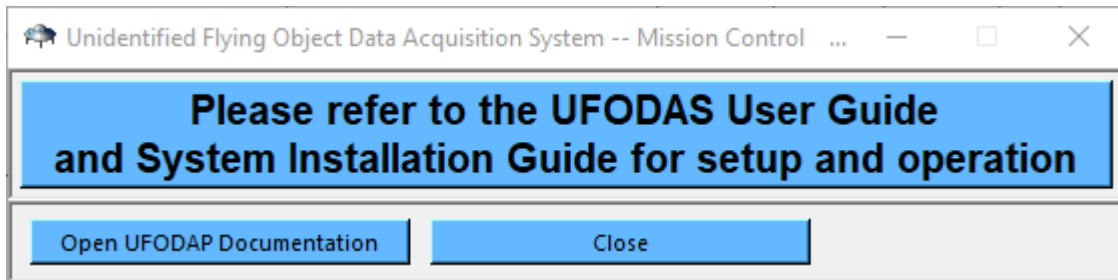 Unidentified Flying Object Data Acquisition System -- Mission Control ...
Please refer to the UFODAS User Guide
and System Installation Guide for setup and operation
Open UFODAP Documentation
Close